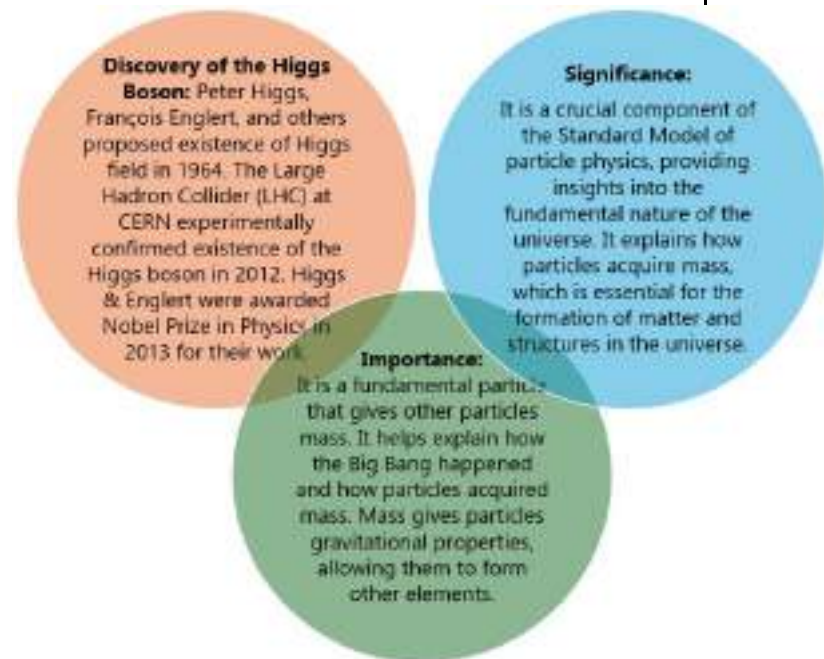 Discovery of the Higgs
Boson: Peter Higgs,
François Englert, and others
proposed existence of Higgs
field in 1964. The Large
Hadron Collider (LHC) at
CERN experimentally
confirmed existence of the
Higgs boson in 2012. Higgs
& Englert were awarded
Nobel Prize in Physics in
2013 for their work.
Significance:
It is a crucial component of
the Standard Model of
particle physics, providing
insights into the
fundamental nature of the
universe. It explains how
particles acquire mass,
which is essential for the
formation of matter and
structures in the universe.
Importance:
It is a fundamental particle
that gives other particles
mass. It helps explain how
the Big Bang happened
and how particles acquired
mass. Mass gives particles
gravitational properties,
allowing them to form
other elements.